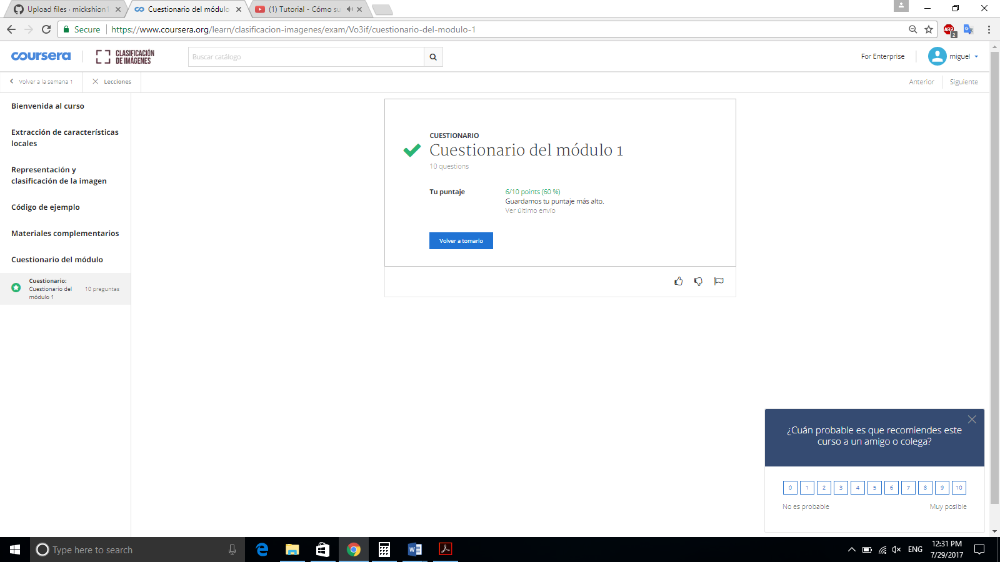 Upload files · mickshion1
Cuestionario del módulo
(1) Tutorial - Cómo su
Secure
https://www.coursera.org/learn/clasificacion-imagenes/exam/Vo3if/cuestionario-del-modulo-1
ABP
2
coursera
CLASIFICACIÓN
DE IMÁGENES
Buscar catálogo
For Enterprise
miguel
Volver a la semana 1
Lecciones
Anterior
Siguiente
Bienvenida al curso
Extracción de características
locales
Representación y
clasificación de la imagen
Código de ejemplo
Materiales complementarios
Cuestionario del módulo
Cuestionario:
Cuestionario del
módulo 1
10 preguntas
CUESTIONARIO
Cuestionario del módulo 1
10 questions
Tu puntaje
6/10 points (60 %)
Guardamos tu puntaje más alto.
Ver último envío
Volver a tomarlo
¿Cuán probable es que recomiendes este
curso a un amigo o colega?
0 1 2 3 4 5 6 7 8 9 10
No es probable
Muy posible
Type here to search
ENG
12:31 PM
7/29/2017